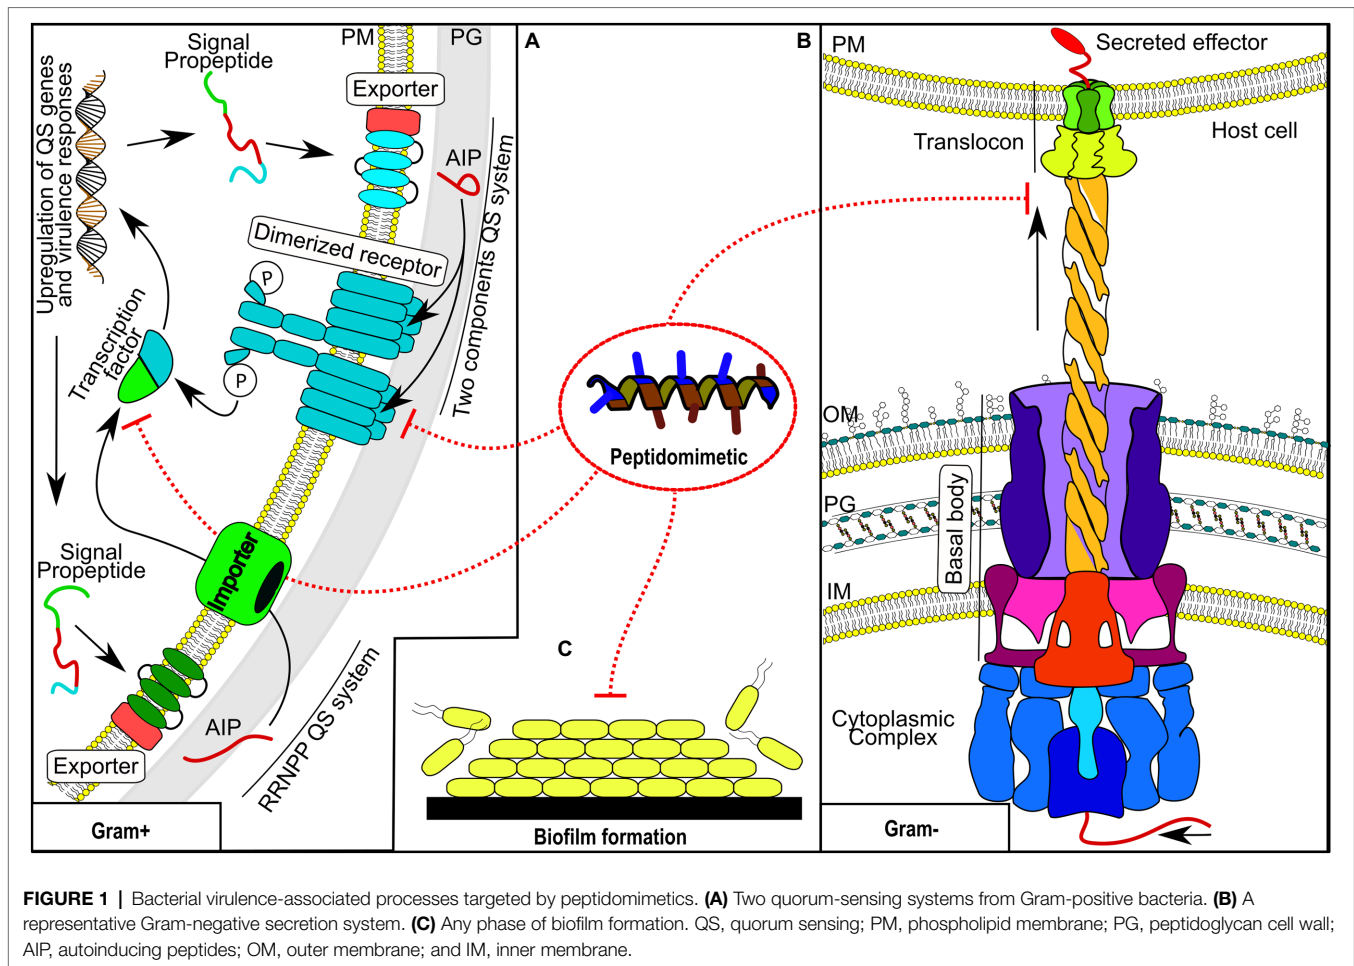 Signal
Propeptide
PM
PG
A
Exporter
AIP
Upregulation of QS genes
and virulence responses
Two components QS system
Dimerized receptor
P
P
Transcription
factor
Importer
Signal
Propeptide
Exporter
AIP
RRNPP QS system
Gram+
Peptidomimetic
C
Biofilm formation
B
PM
Secreted effector
Translocon
Host cell
OM
PG
Basal body
IM
Cytoplasmic
Complex
Gram-
FIGURE 1 | Bacterial virulence-associated processes targeted by peptidomimetics. (A) Two quorum-sensing systems from Gram-positive bacteria. (B) A
representative Gram-negative secretion system. (C) Any phase of biofilm formation. QS, quorum sensing; PM, phospholipid membrane; PG, peptidoglycan cell wall;
AIP, autoinducing peptides; OM, outer membrane; and IM, inner membrane.